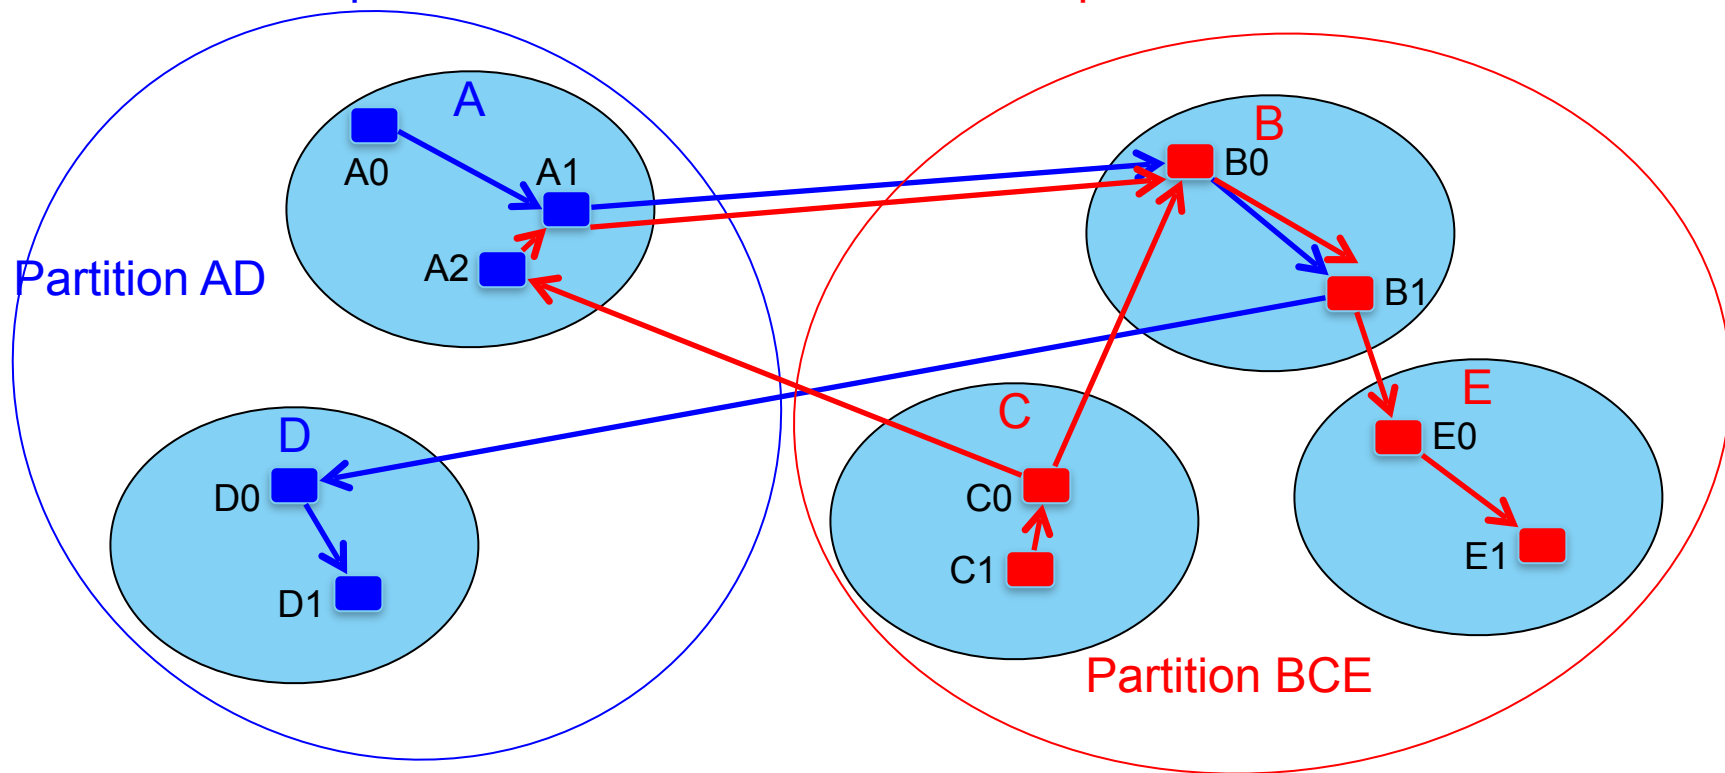 A
A0
A1
A2
Partition AD
B
B0
B1
D
D0
D1
C
C0
C1
E
E0
E1
Partition BCE